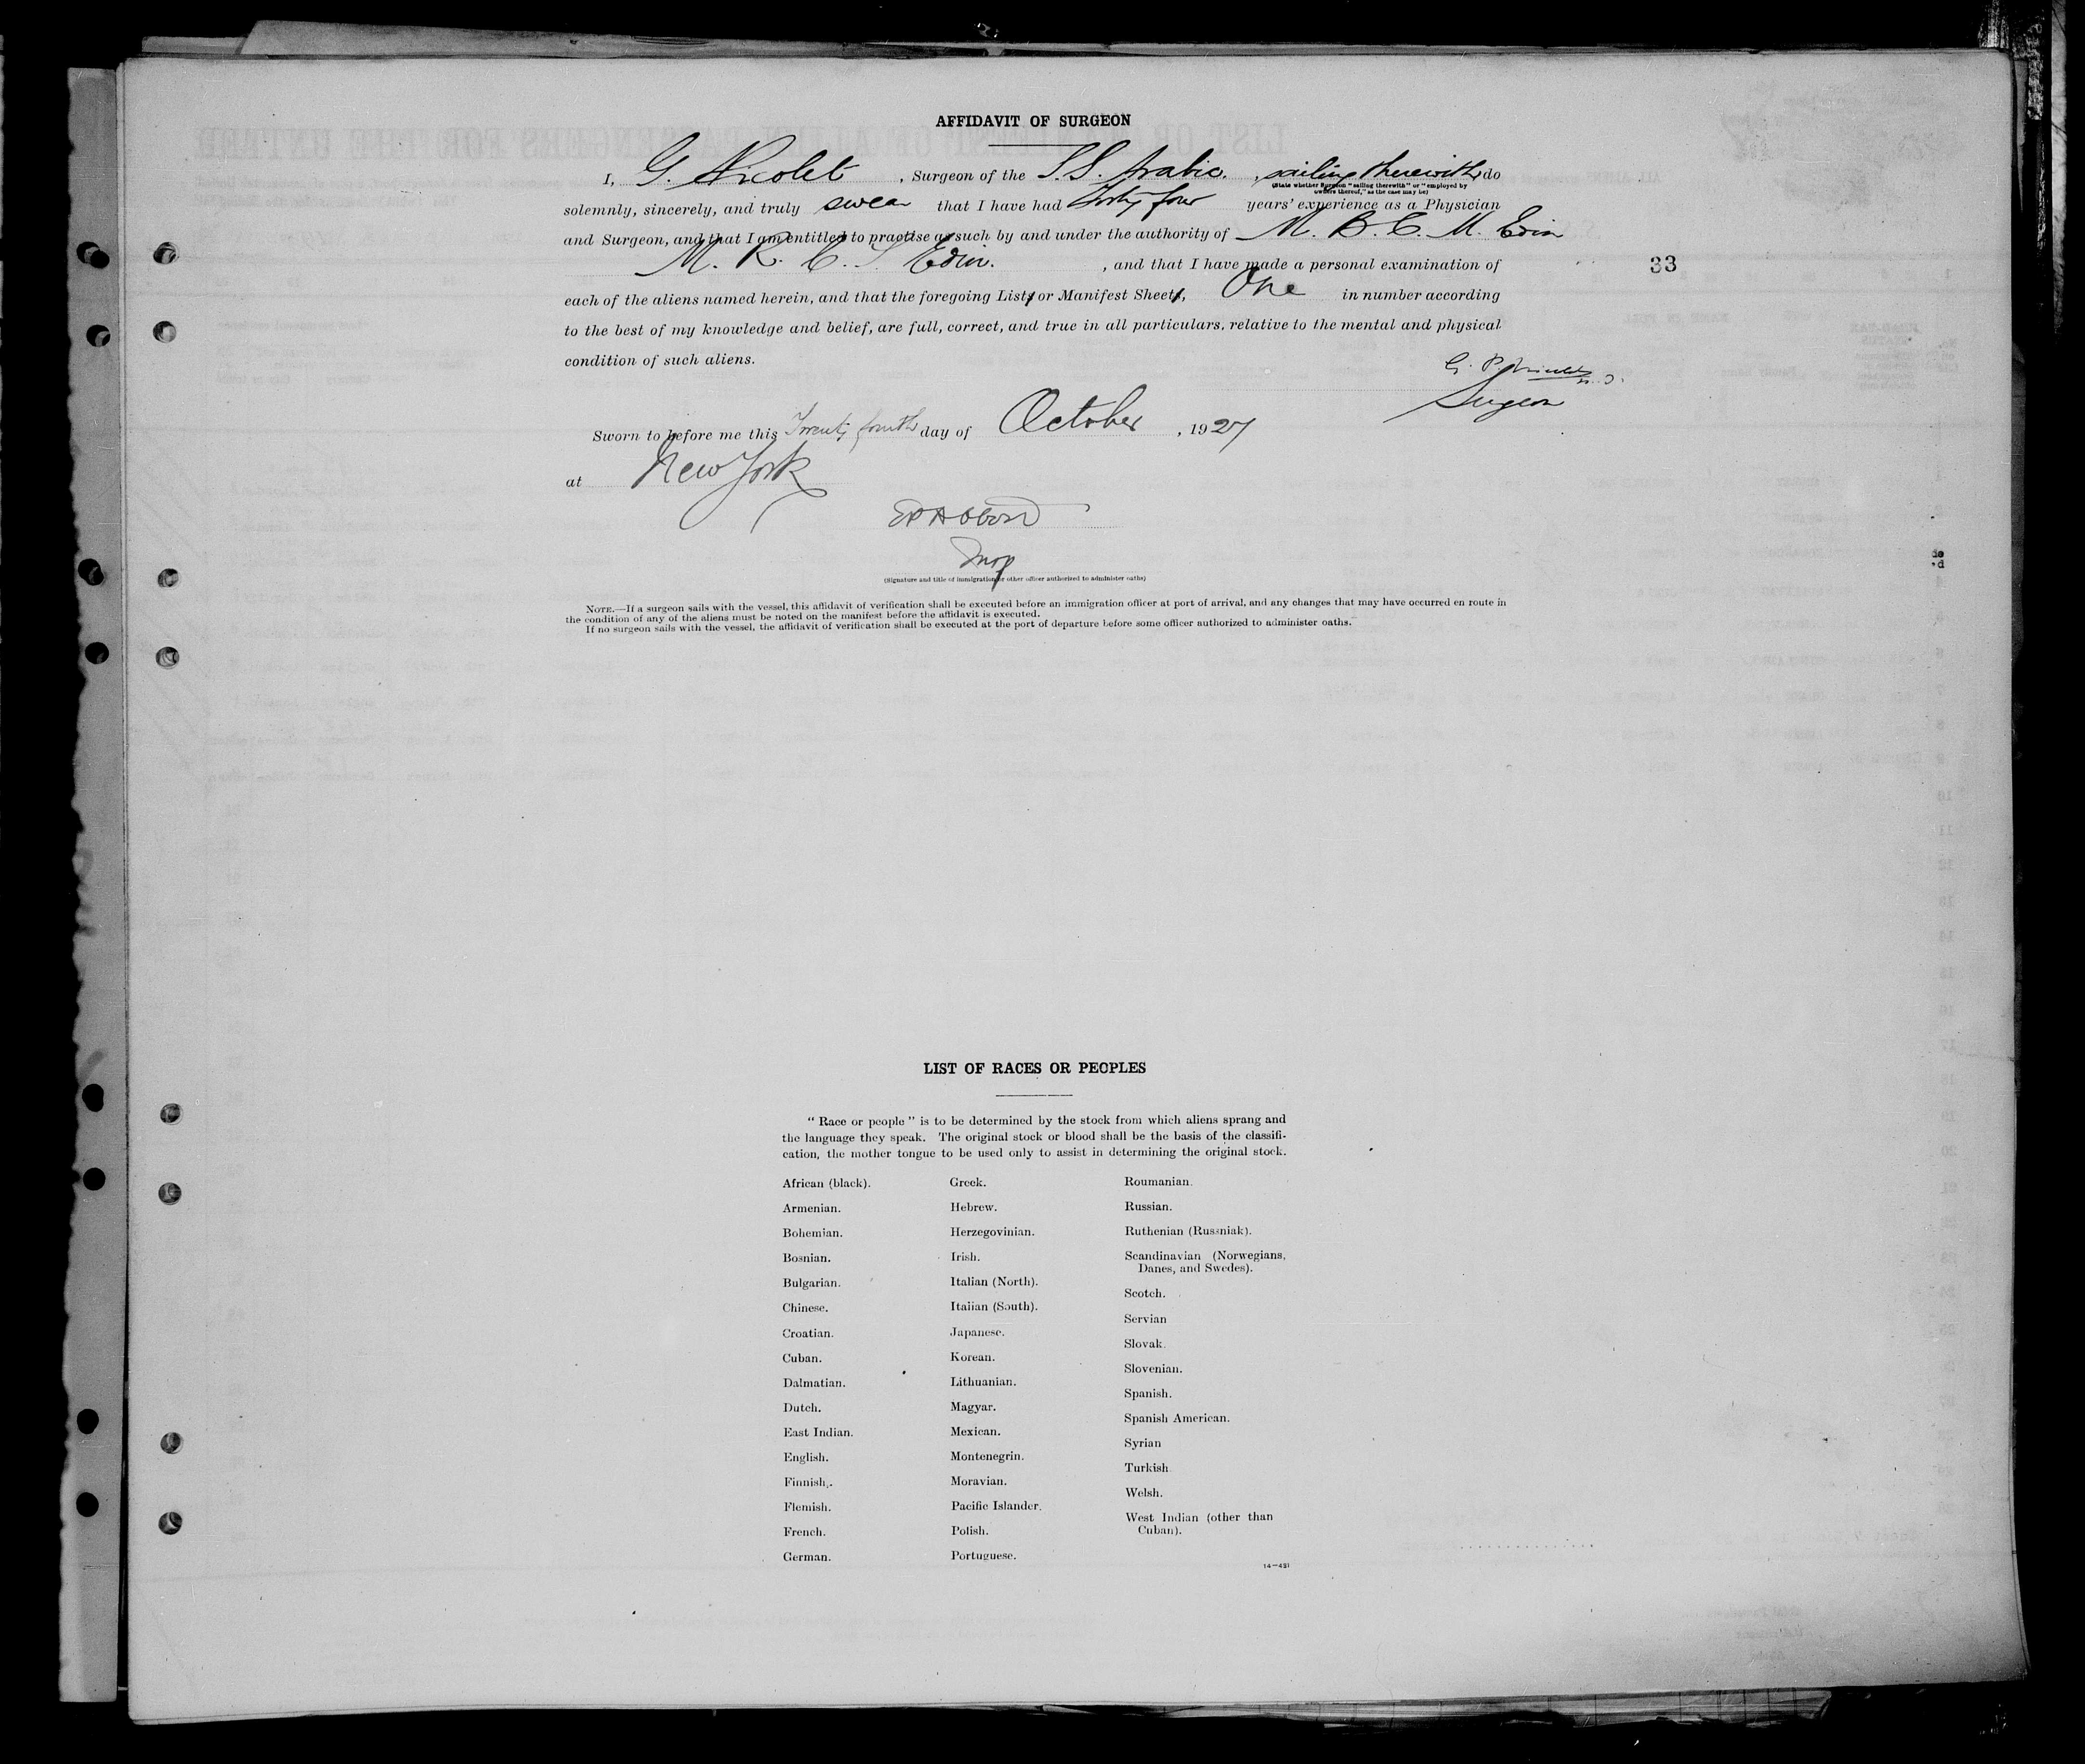 AFFIDAVIT OF SURGEON
I, G. Nicolet, Surgeon of the S.S. Arabic., sailing therewith do
(State whether Surgeon "sailing therewith" or "employed by
owners thereof," as the case may be)
solemnly, sincerely, and truly swear that I have had forty four years' experience as a Physician
and Surgeon, and that I am entitled to practise as such by and under the authority of M. B. C. M. Edin
M. R. C. S Edin. , and that I have made a personal examination of
33
each of the aliens named herein, and that the foregoing List or Manifest Sheet, One in number according
to the best of my knowledge and belief, are full, correct, and true in all particulars, relative to the mental and physical
condition of such aliens.
G. P.
Surgeon
Sworn to before me this Twenty fourth day of October, 1927
at New York
Insp
(Signature and title of immigration or other officer authorized to administer oaths)
NOTE.—If a surgeon sails with the vessel, this affidavit of verification shall be executed before an immigration officer at port of arrival, and any changes that may have occurred en route in
the condition of any of the aliens must be noted on the manifest before the affidavit is executed.
If no surgeon sails with the vessel, the affidavit of verification shall be executed at the port of departure before some officer authorized to administer oaths.
LIST OF RACES OR PEOPLES
"Race or people" is to be determined by the stock from which aliens sprang and
the language they speak. The original stock or blood shall be the basis of the classifi-
cation, the mother tongue to be used only to assist in determining the original stock.
African (black).
Armenian.
Bohemian.
Bosnian.
Bulgarian.
Chinese.
Croatian.
Cuban.
Dalmatian.
Dutch.
East Indian.
English.
Finnish.
Flemish.
French.
German.
Greek.
Hebrew.
Herzegovinian.
Irish.
Italian (North).
Italian (South).
Japanese.
Korean.
Lithuanian.
Magyar.
Mexican.
Montenegrin.
Moravian.
Pacific Islander.
Polish.
Portuguese.
Roumanian.
Russian.
Ruthenian (Russniak).
Scandinavian (Norwegians,
Danes, and Swedes).
Scotch.
Servian
Slovak.
Slovenian.
Spanish.
Spanish American.
Syrian
Turkish
Welsh.
West Indian (other than
Cuban).
14—431